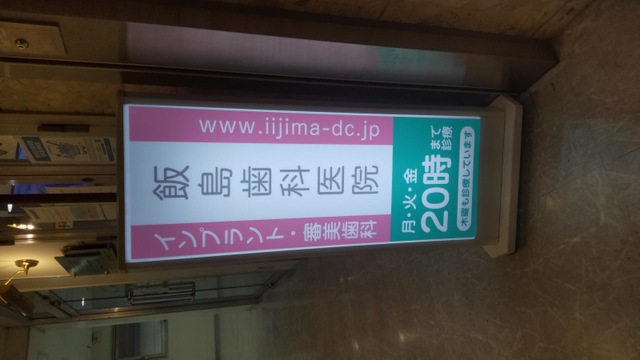 www.iijima-dc.jp
飯島歯科医院
インプラント・審美歯科
月・火・金
20時まで診療
木曜も診療しています